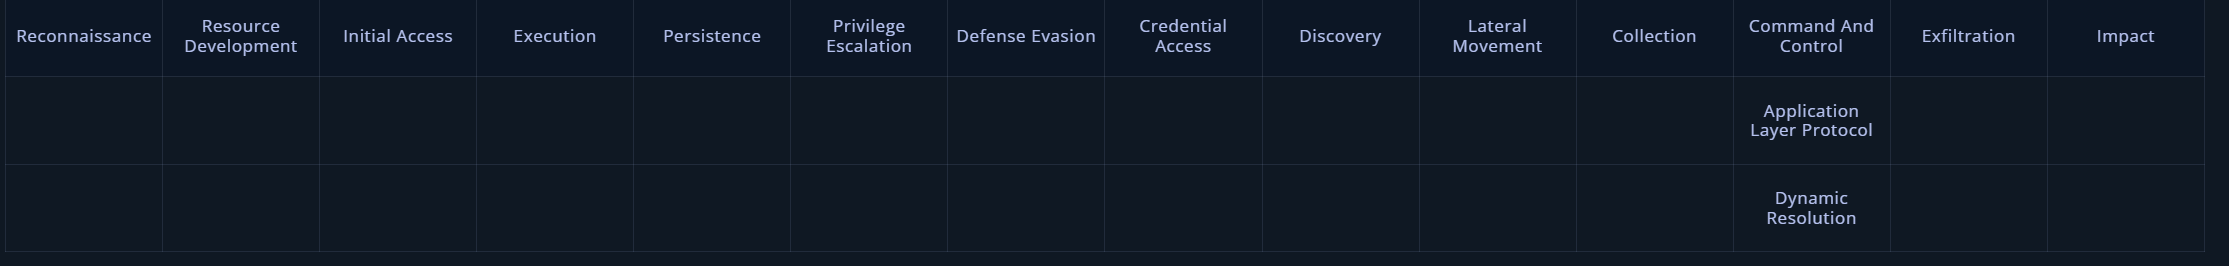 Reconnaissance
Resource
Development
Initial Access
Execution
Persistence
Privilege
Escalation
Defense Evasion
Credential
Access
Discovery
Lateral
Movement
Collection
Command And
Control
Exfiltration
Impact
Application
Layer Protocol
Dynamic
Resolution